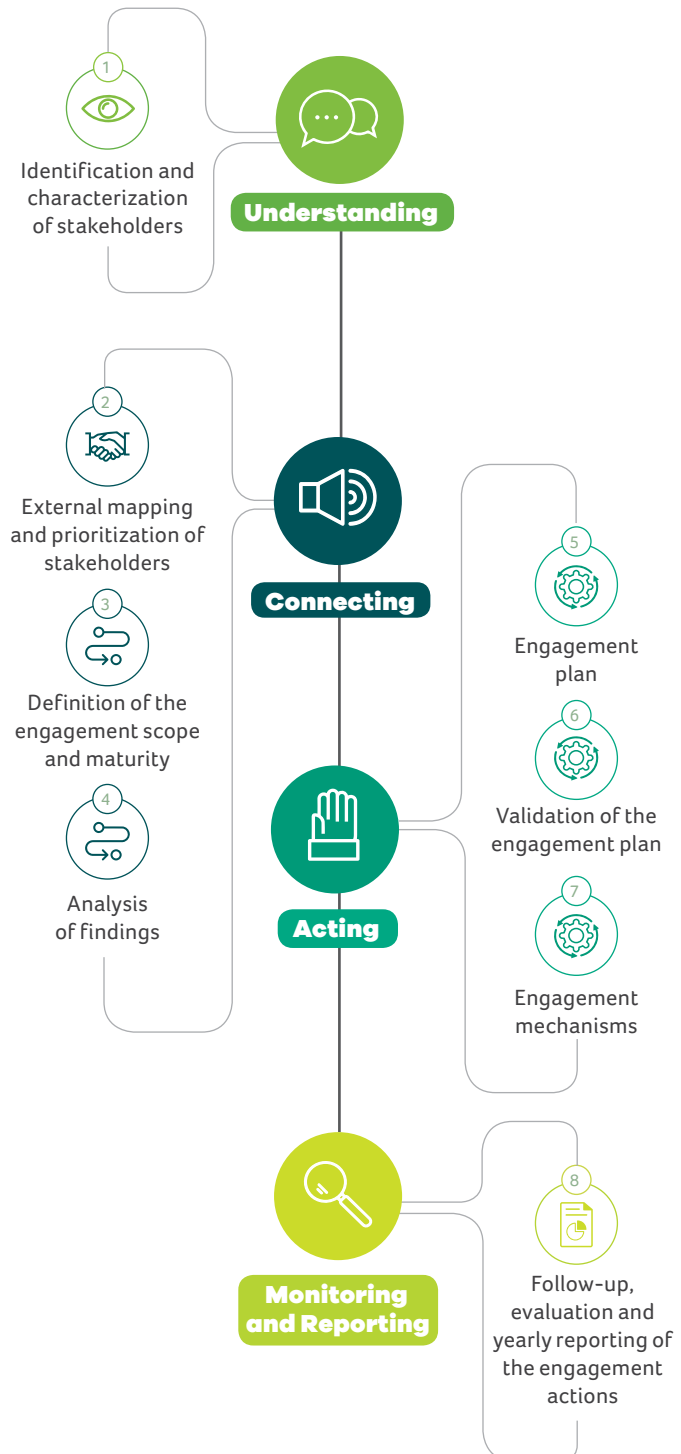 1
Identification and
characterization
of stakeholders
Understanding
2
External mapping
and prioritization of
stakeholders
3
Definition of the
engagement scope
and maturity
4
Analysis
of findings
Connecting
5
Engagement
plan
6
Validation of the
engagement plan
7
Engagement
mechanisms
Acting
8
Follow-up,
evaluation and
yearly reporting of
the engagement
actions
Monitoring
and Reporting